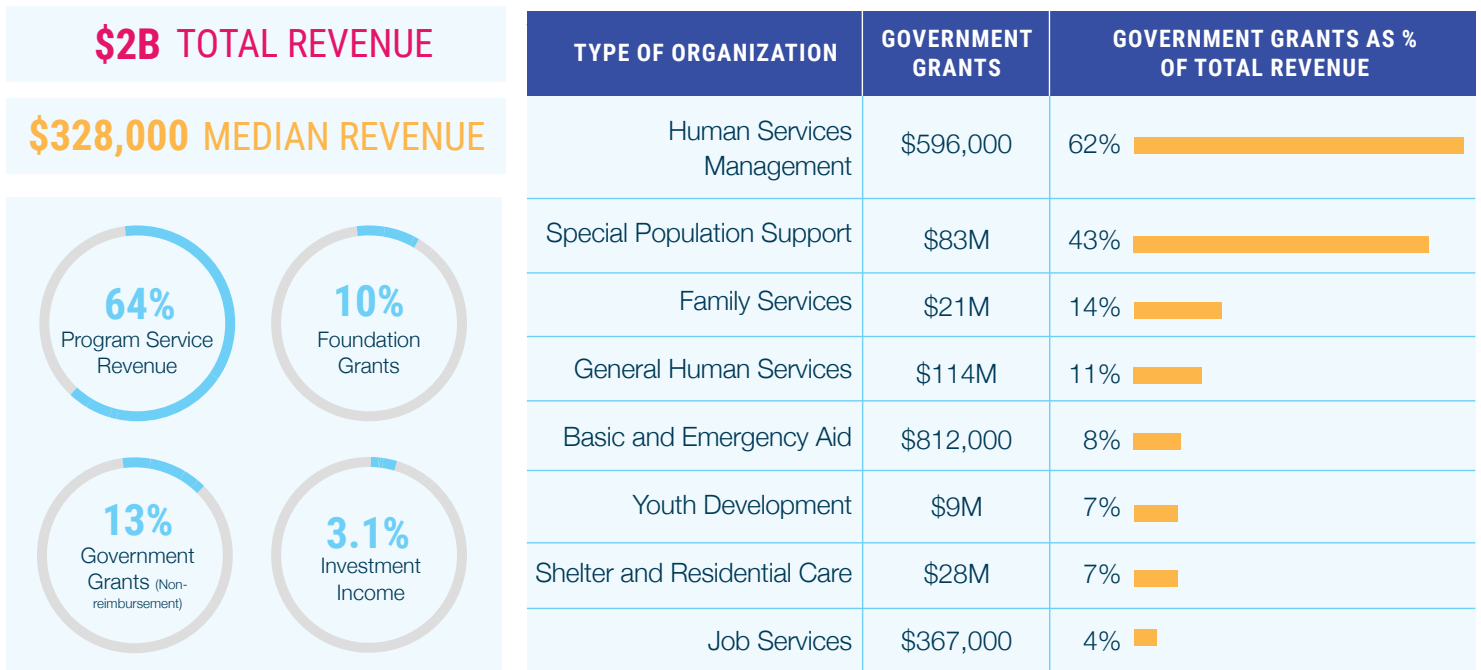 $2B TOTAL REVENUE
$328,000 MEDIAN REVENUE
64%
Program Service
Revenue
10%
Foundation
Grants
13%
Government
Grants (Non-
reimbursement)
3.1%
Investment
Income
TYPE OF ORGANIZATION
GOVERNMENT
GRANTS
GOVERNMENT GRANTS AS %
OF TOTAL REVENUE
Human Services
Management
$596,000
62%
Special Population Support
$83M
43%
Family Services
$21M
14%
General Human Services
$114M
11%
Basic and Emergency Aid
$812,000
8%
Youth Development
$9M
7%
Shelter and Residential Care
$28M
7%
Job Services
$367,000
4%